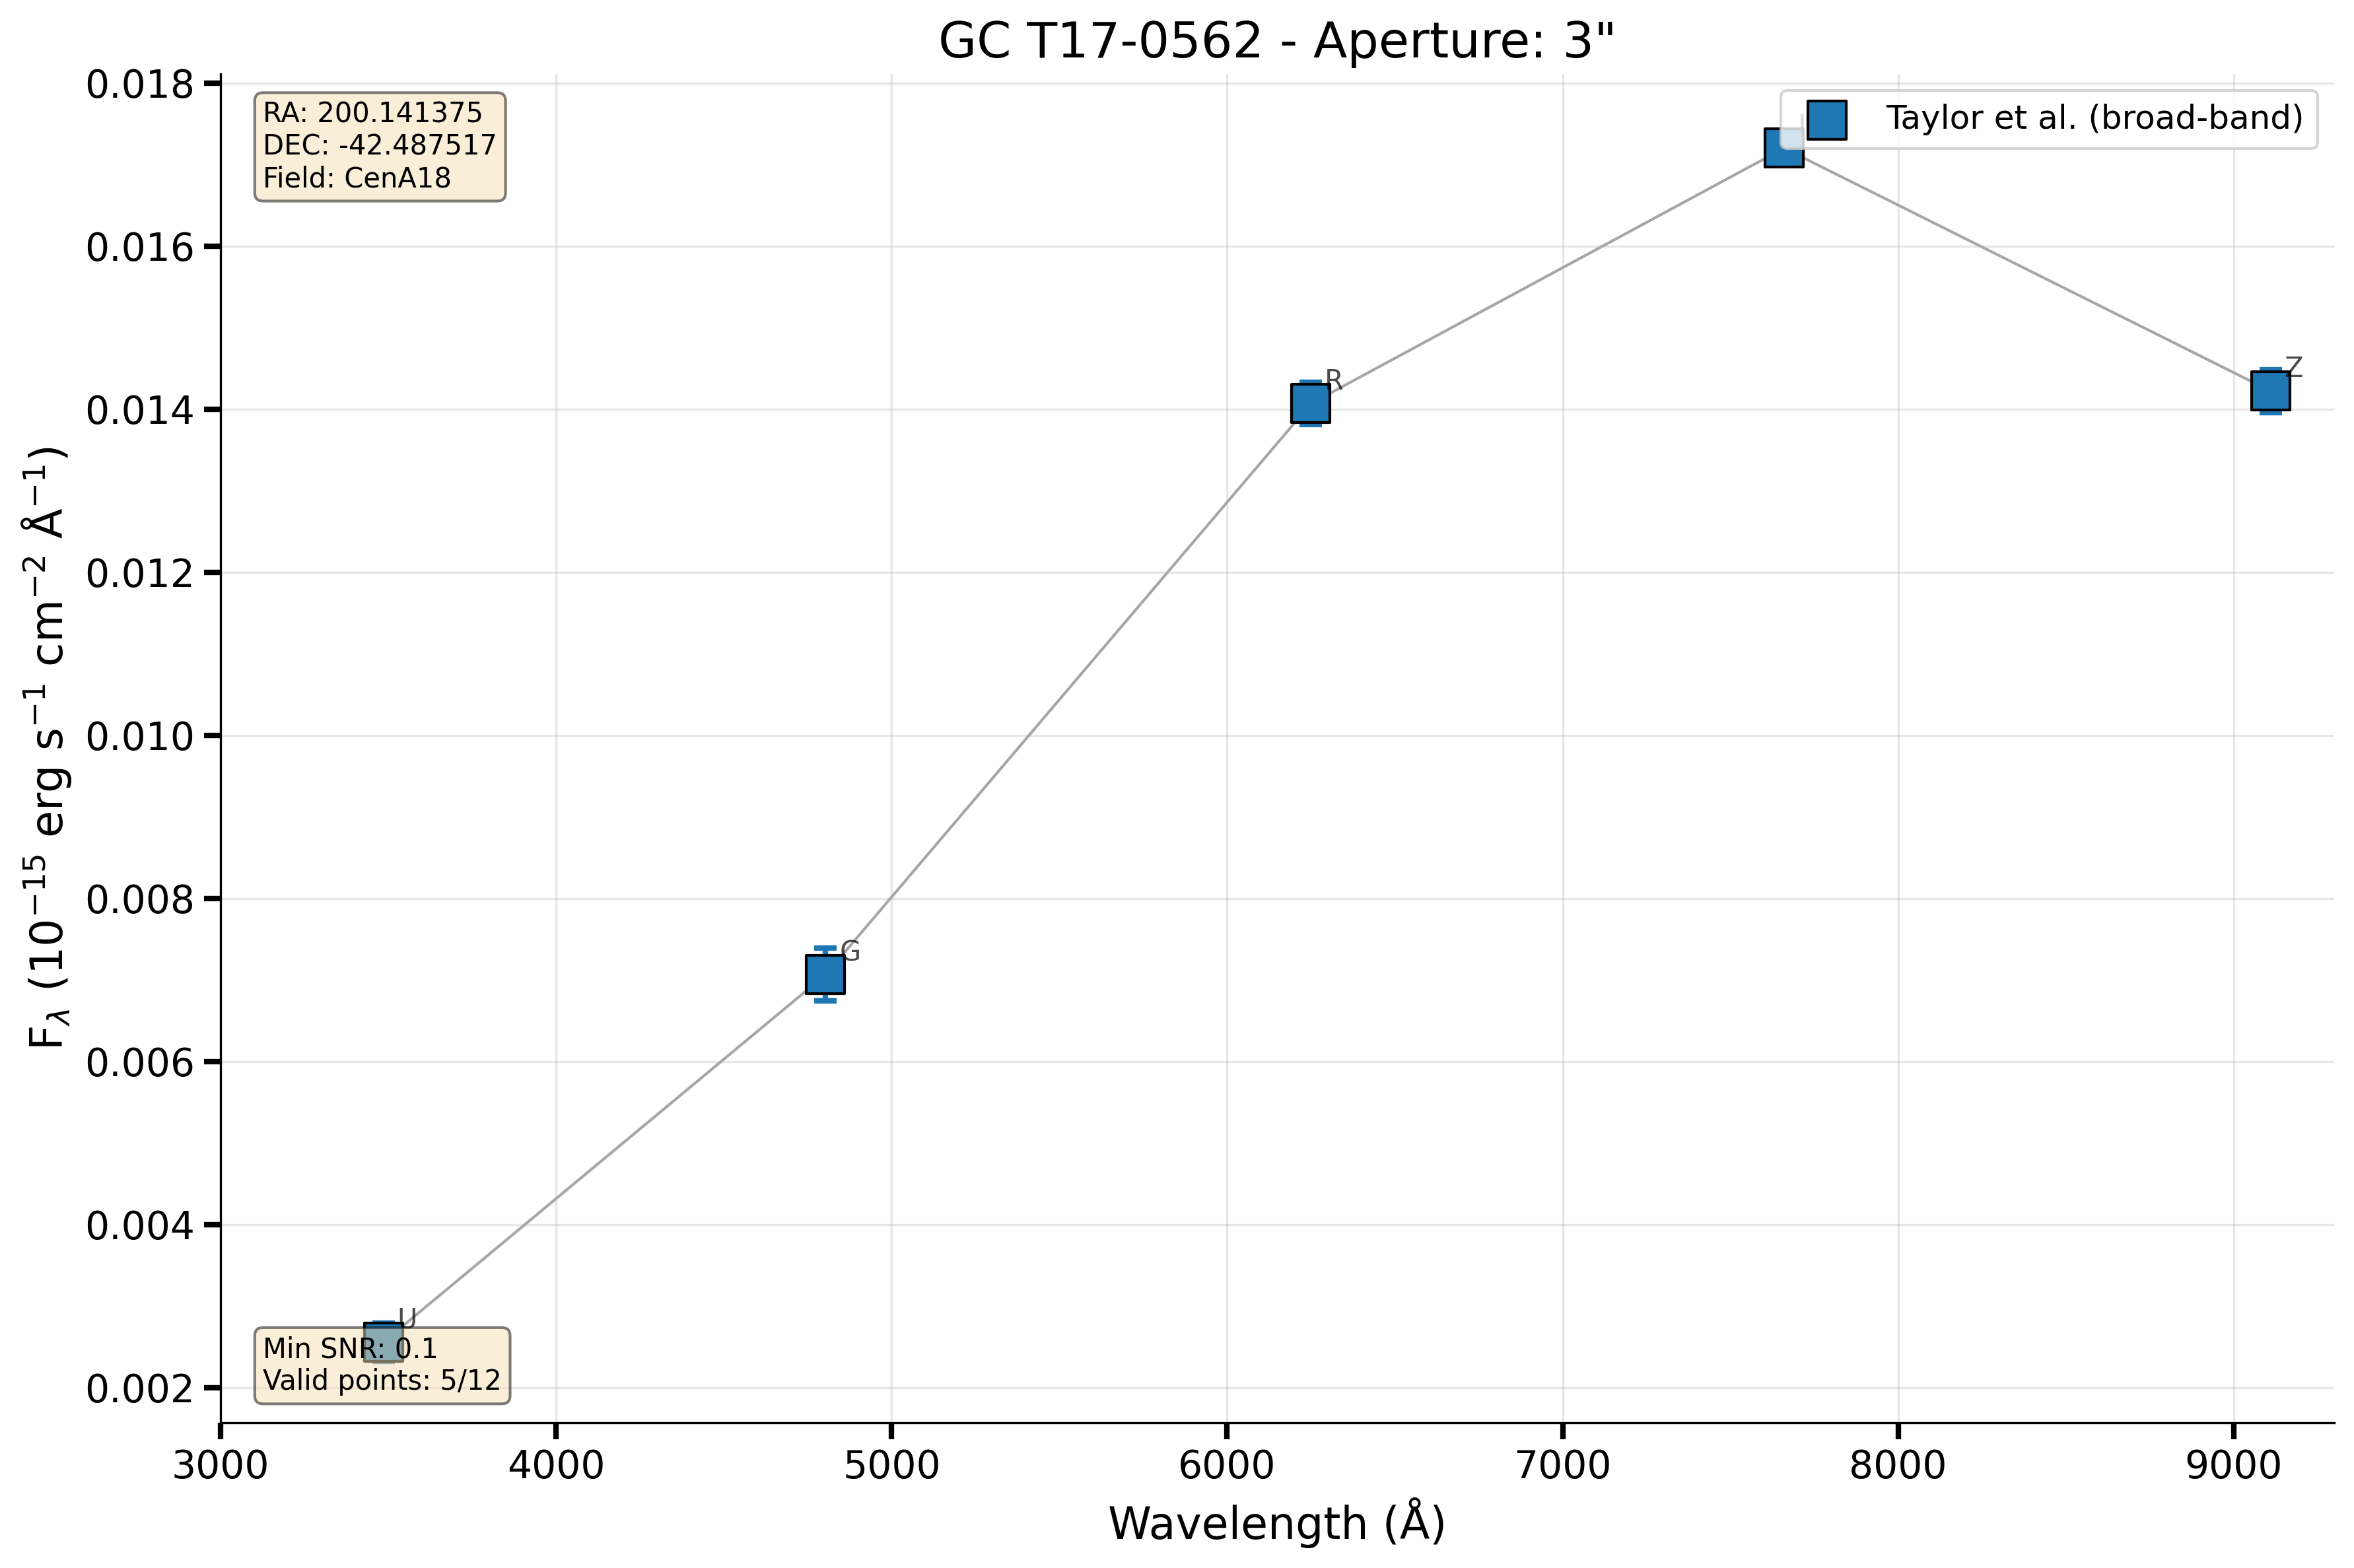 GC T17-0562 - Aperture: 3"
RA: 200.141375
DEC: -42.487517
Field: CenA18
Taylor et al. (broad-band)
0.018
0.016
0.014
0.012
0.010
0.008
0.006
0.004
0.002
F_λ (10⁻¹⁵ erg s⁻¹ cm⁻² Å⁻¹)
U
G
R
Z
Min SNR: 0.1
Valid points: 5/12
3000 4000 5000 6000 7000 8000 9000
Wavelength (Å)